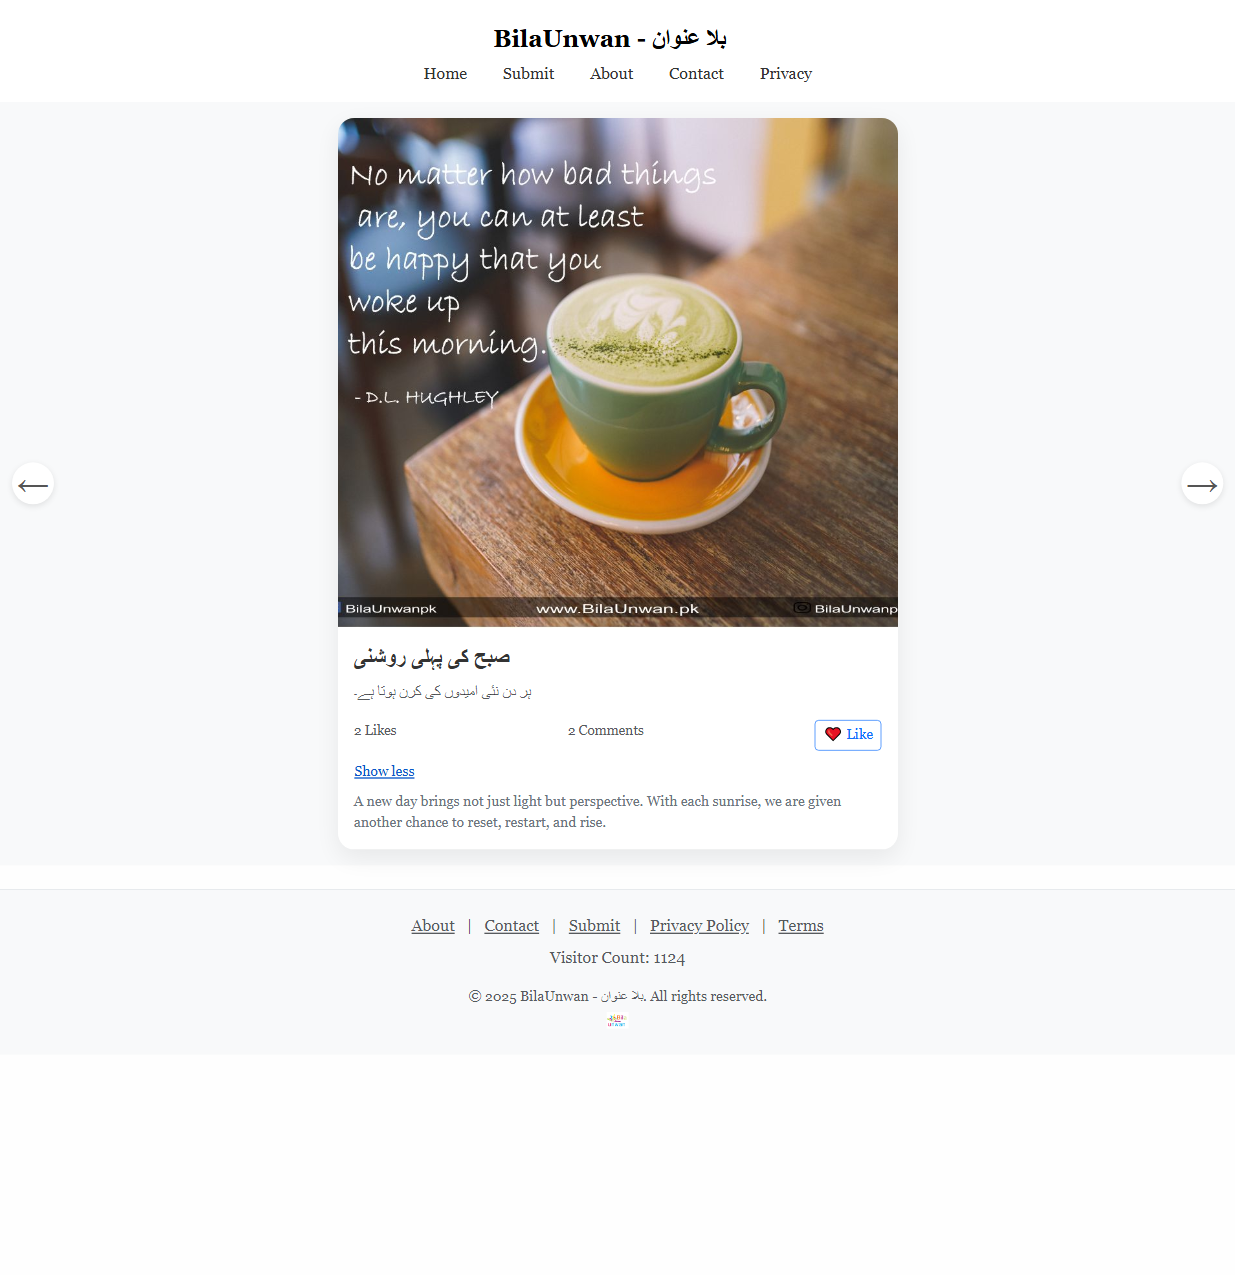 BilaUnwan - بلا عنوان
Home Submit About Contact Privacy
No matter how bad things
are, you can at least
be happy that you
woke up
this morning.
- D.L. HUGHLEY
BilaUnwanpk www.BilaUnwan.pk BilaUnwanp
صبح کی پہلی روشنی
ہر دن نئی امیدوں کی کرن ہوتا ہے۔
2 Likes 2 Comments ❤️ Like
Show less
A new day brings not just light but perspective. With each sunrise, we are given
another chance to reset, restart, and rise.
About | Contact | Submit | Privacy Policy | Terms
Visitor Count: 1124
© 2025 BilaUnwan - بلا عنوان. All rights reserved.